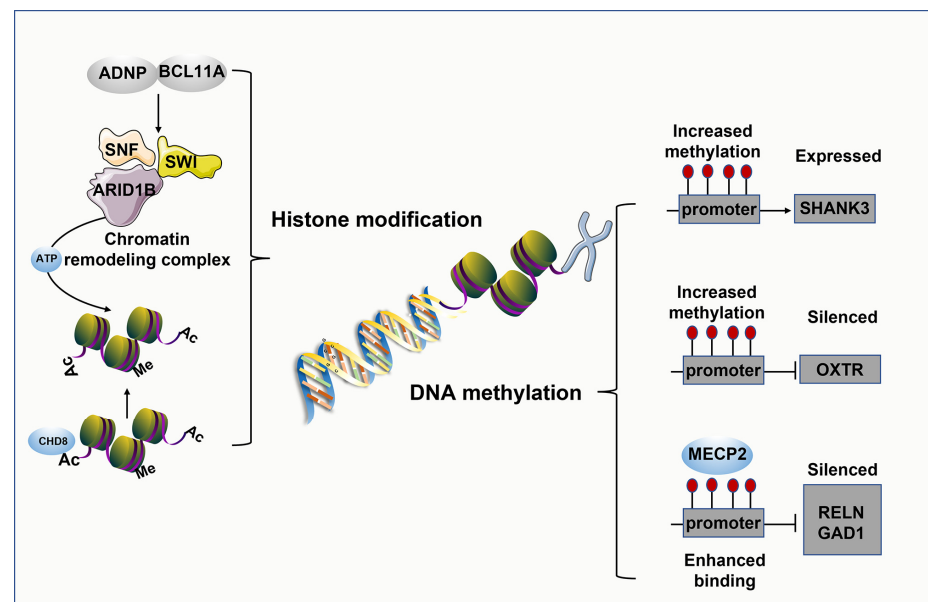 ADNP
BCL11A
SNF
SWI
ARID1B
Chromatin
remodeling complex
ATP
Ac
Ac
Me
CHD8
Ac
Ac
Me
Histone modification
DNA methylation
Increased
methylation
Expressed
promoter
SHANK3
Increased
methylation
Silenced
promoter
OXTR
MECP2
Silenced
promoter
RELN
GAD1
Enhanced
binding